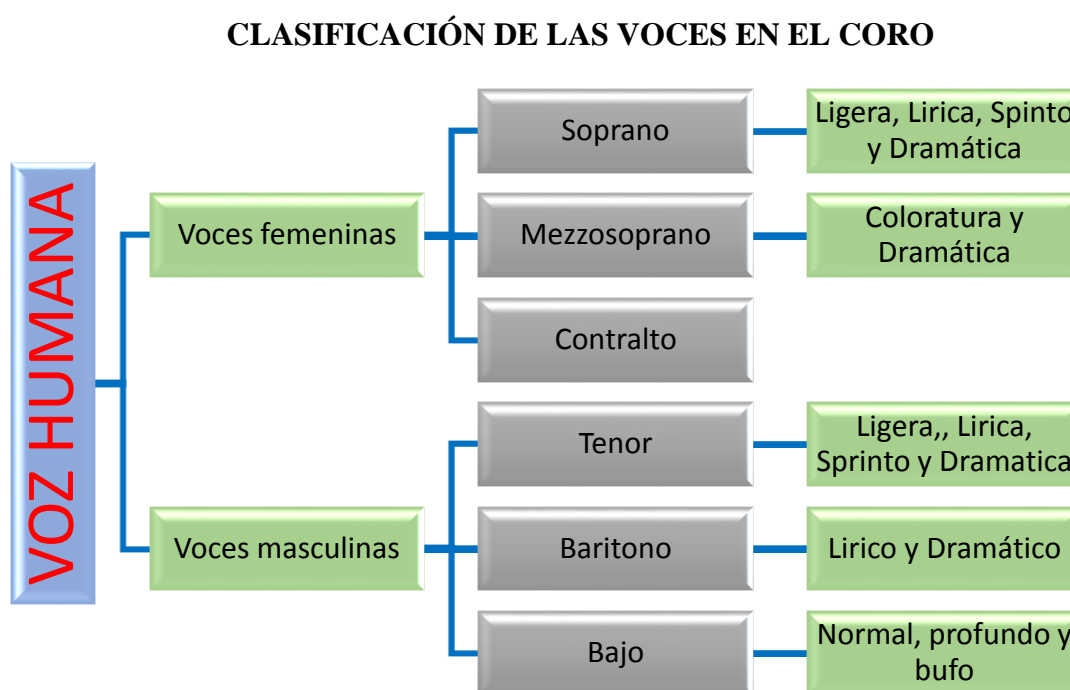 CLASIFICACIÓN DE LAS VOCES EN EL CORO
VOZ HUMANA
Voces femeninas
Soprano
Ligera, Lirica, Spinto
y Dramática
Mezzosoprano
Coloratura y
Dramática
Contralto
Voces masculinas
Tenor
Ligera,, Lirica,
Sprinto y Dramatica
Baritono
Lirico y Dramático
Bajo
Normal, profundo y
bufo